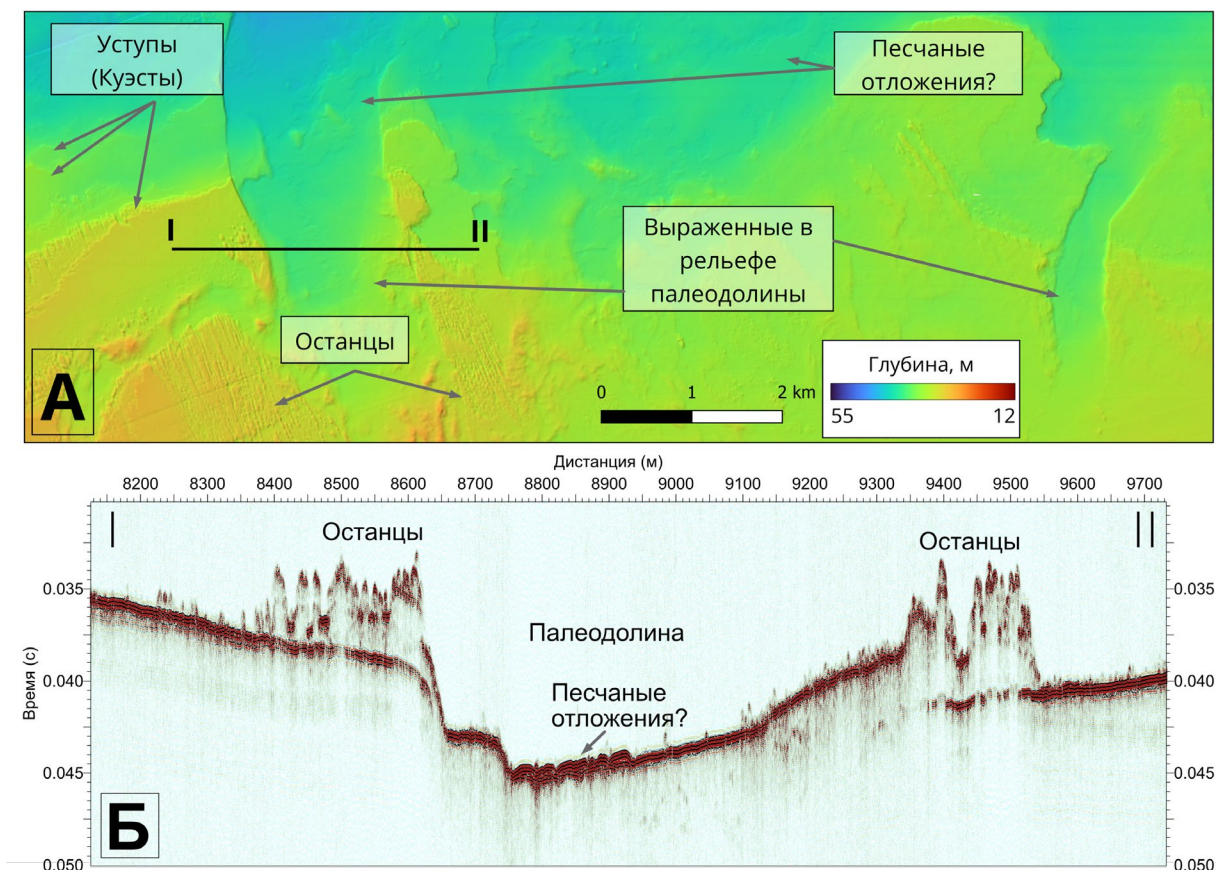 Уступы
(Куэсты)
Песчаные
отложения?
I
II
Выраженные в
рельефе
палеодолины
Останцы
А
0 1 2 km
Глубина, м
55 12
Дистанция (м)
8200 8300 8400 8500 8600 8700 8800 8900 9000 9100 9200 9300 9400 9500 9600 9700
I
Останцы
Останцы
II
0.035
0.035
Палеодолина
Время (с)
0.040
0.040
Песчаные
отложения?
0.045
0.045
Б
0.050
0.050